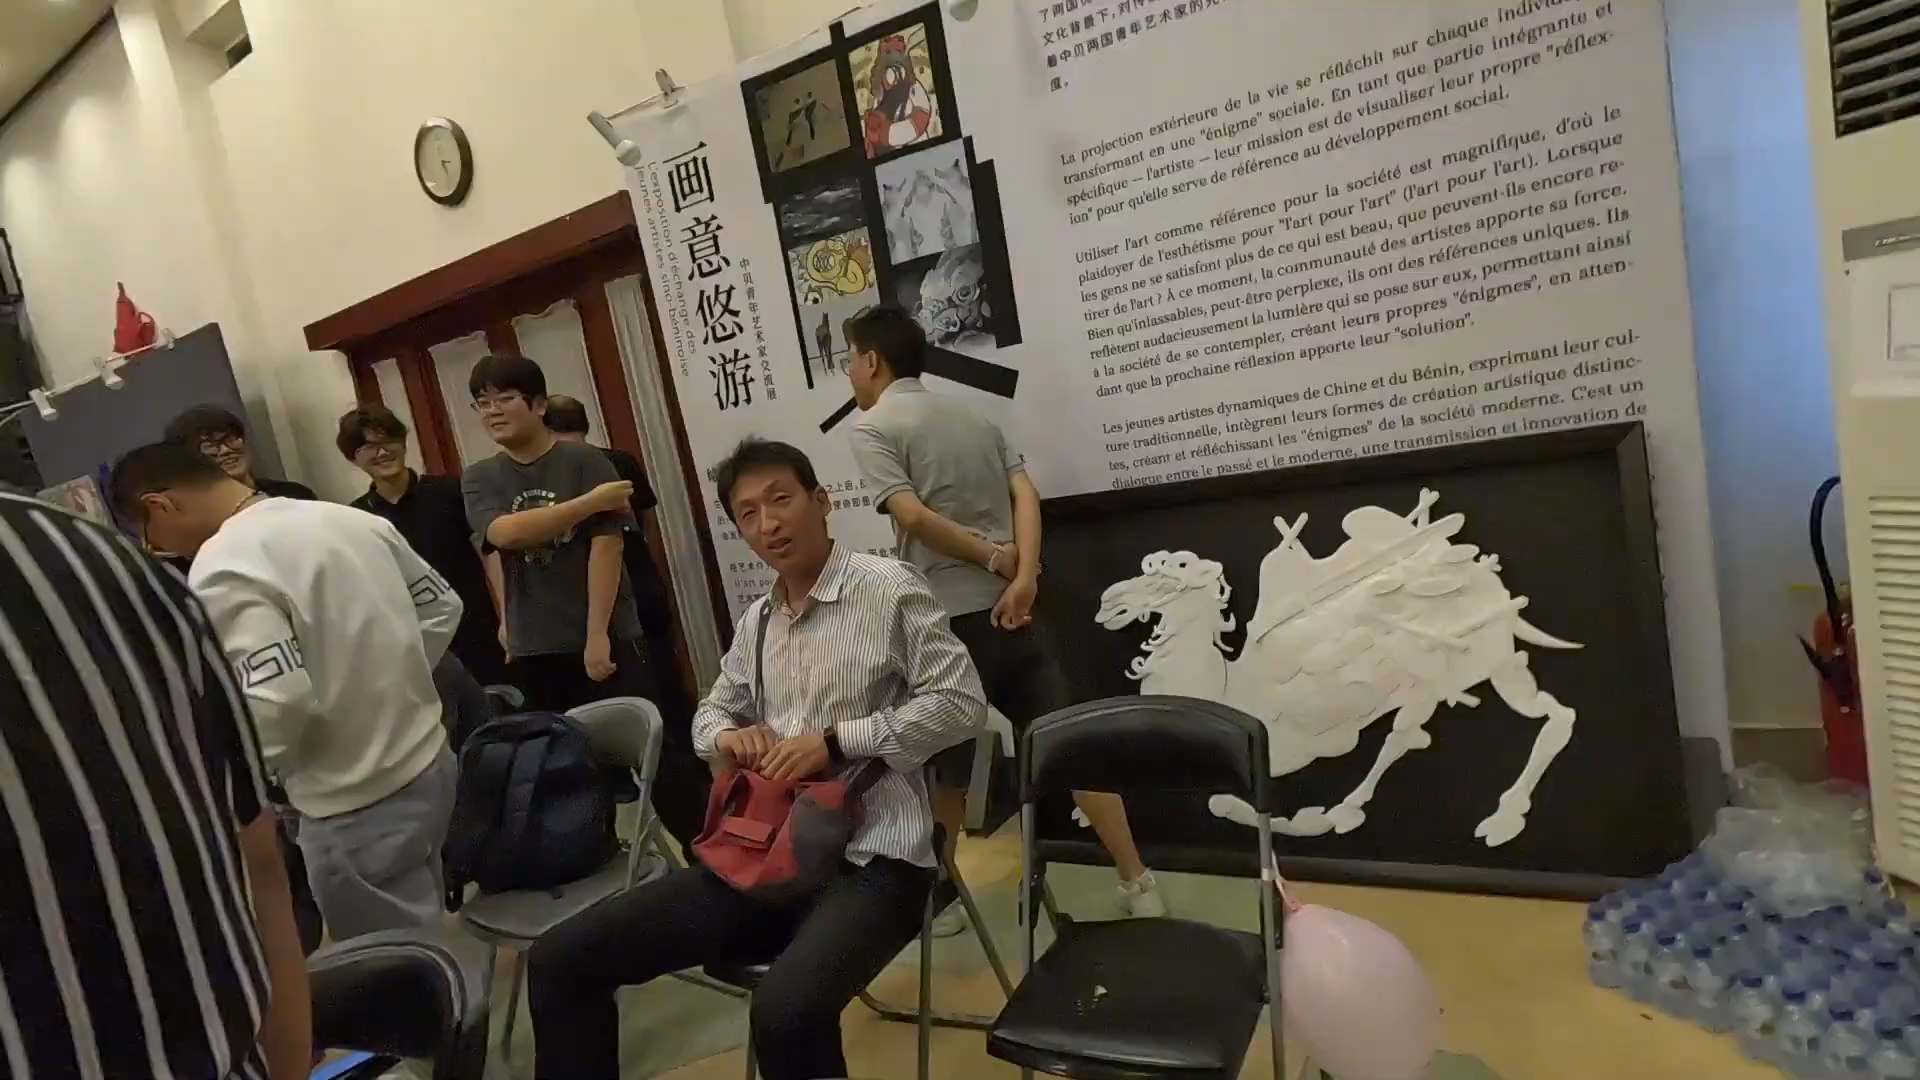 画意悠游
中贝青年艺术家交流展
L'exposition d'échange des
jeunes artistes sino-béninoise
文化背景下，对传
着中贝两国青年艺术家的
度。
La projection extérieure de la vie se réfléchit sur chaque
transformant en une "énigme" sociale. En tant que partie intégrante et
spécifique — l'artiste — leur mission est de visualiser leur propre "réflex-
ion" pour qu'elle serve de référence au développement social.
Utiliser l'art comme référence pour la société est magnifique, d'où le
plaidoyer de l'esthétisme pour "l'art pour l'art" (l'art pour l'art). Lorsque
les gens ne se satisfont plus de ce qui est beau, que peuvent-ils encore re-
tirer de l'art ? À ce moment, la communauté des artistes apporte sa force.
Bien qu'inlassables, peut-être perplexe, ils ont des références uniques. Ils
reflètent audacieusement la lumière qui se pose sur eux, permettant ainsi
à la société de se contempler, créant leurs propres "énigmes", en atten-
dant que la prochaine réflexion apporte leur "solution".
Les jeunes artistes dynamiques de Chine et du Bénin, exprimant leur cul-
ture traditionnelle, intègrent leurs formes de création artistique distinc-
tes, créant et réfléchissant les "énigmes" de la société moderne. C'est un
dialogue entre le passé et le moderne, une transmission et innovation de